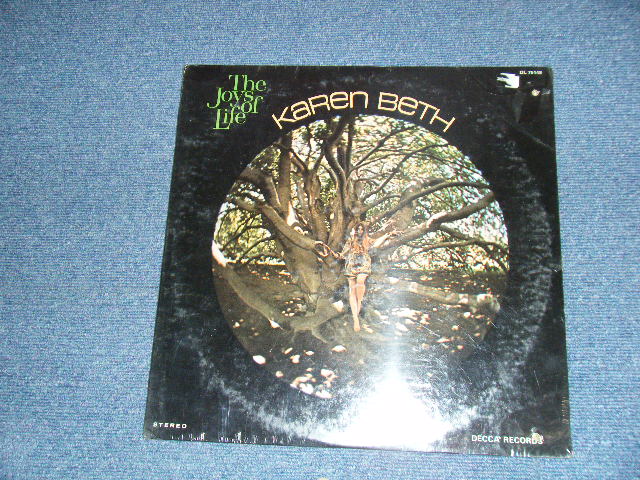 The
Joys
of
Life
KAREN BETH
STEREO
DECCA RECORDS